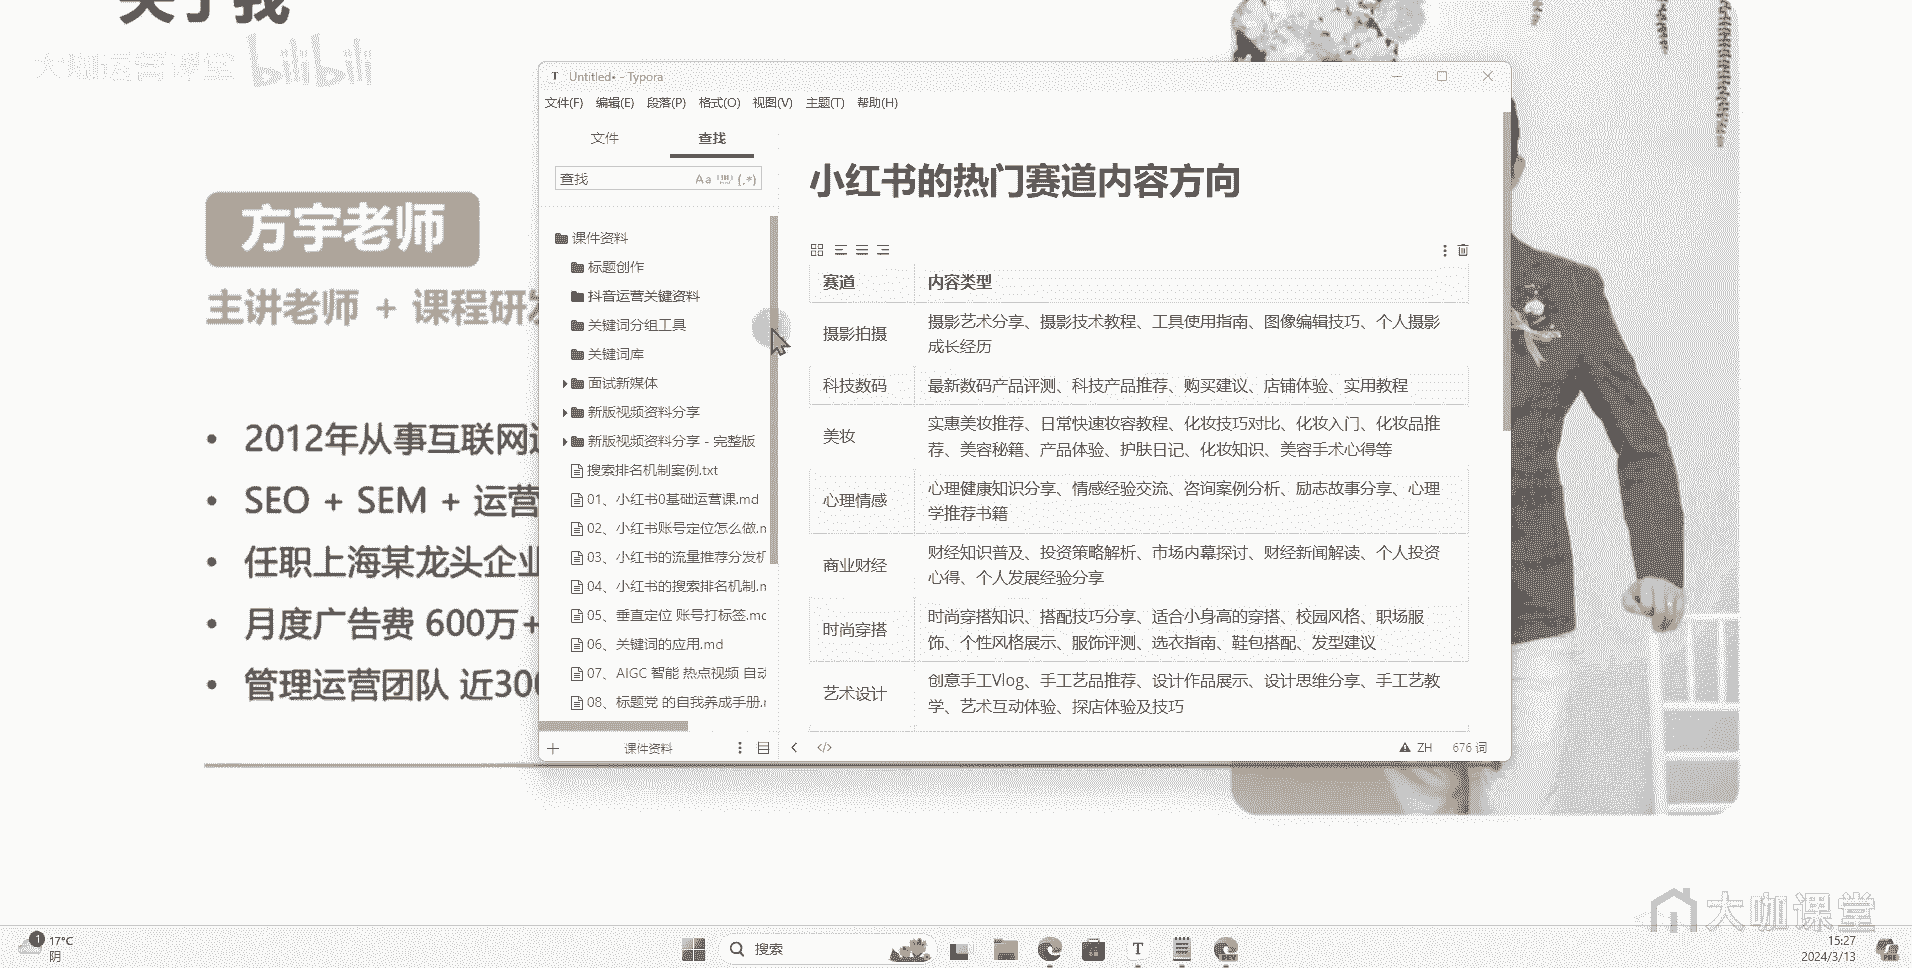 关于我
大咖运营课堂 bilibili
方宇老师
主讲老师 + 课程研发
2012年从事互联网运
SEO + SEM + 运营
任职上海某龙头企业
月度广告费 600万+
管理运营团队 近300
Untitled• - Typora
文件(F) 编辑(E) 段落(P) 格式(O) 视图(V) 主题(T) 帮助(H)
文件 查找
查找 Aa (.*)
课件资料
标题创作
抖音运营关键资料
关键词分组工具
关键词库
面试新媒体
新版视频资料分享
新版视频资料分享 - 完整版
搜索排名机制案例.txt
01、小红书0基础运营课.md
02、小红书账号定位怎么做.m
03、小红书的流量推荐分发机
04、小红书的搜索排名机制.m
05、垂直定位 账号打标签.mc
06、关键词的应用.md
07、AIGC 智能 热点视频 自动
08、标题党 的自我养成手册.r
课件资料
小红书的热门赛道内容方向
赛道 内容类型
摄影拍摄 摄影艺术分享、摄影技术教程、工具使用指南、图像编辑技巧、个人摄影
成长经历
科技数码 最新数码产品评测、科技产品推荐、购买建议、店铺体验、实用教程
美妆 实惠美妆推荐、日常快速妆容教程、化妆技巧对比、化妆入门、化妆品推
荐、美容秘籍、产品体验、护肤日记、化妆知识、美容手术心得等
心理情感 心理健康知识分享、情感经验交流、咨询案例分析、励志故事分享、心理
学推荐书籍
商业财经 财经知识普及、投资策略解析、市场内幕探讨、财经新闻解读、个人投资
心得、个人发展经验分享
时尚穿搭 时尚穿搭知识、搭配技巧分享、适合小身高的穿搭、校园风格、职场服
饰、个性风格展示、服饰评测、选衣指南、鞋包搭配、发型建议
艺术设计 创意手工Vlog、手工艺品推荐、设计作品展示、设计思维分享、手工艺教
学、艺术互动体验、探店体验及技巧
</> ZH 676 词
大咖课堂
1 17°C
阴
搜索
DEV
15:27
2024/3/13
PRE